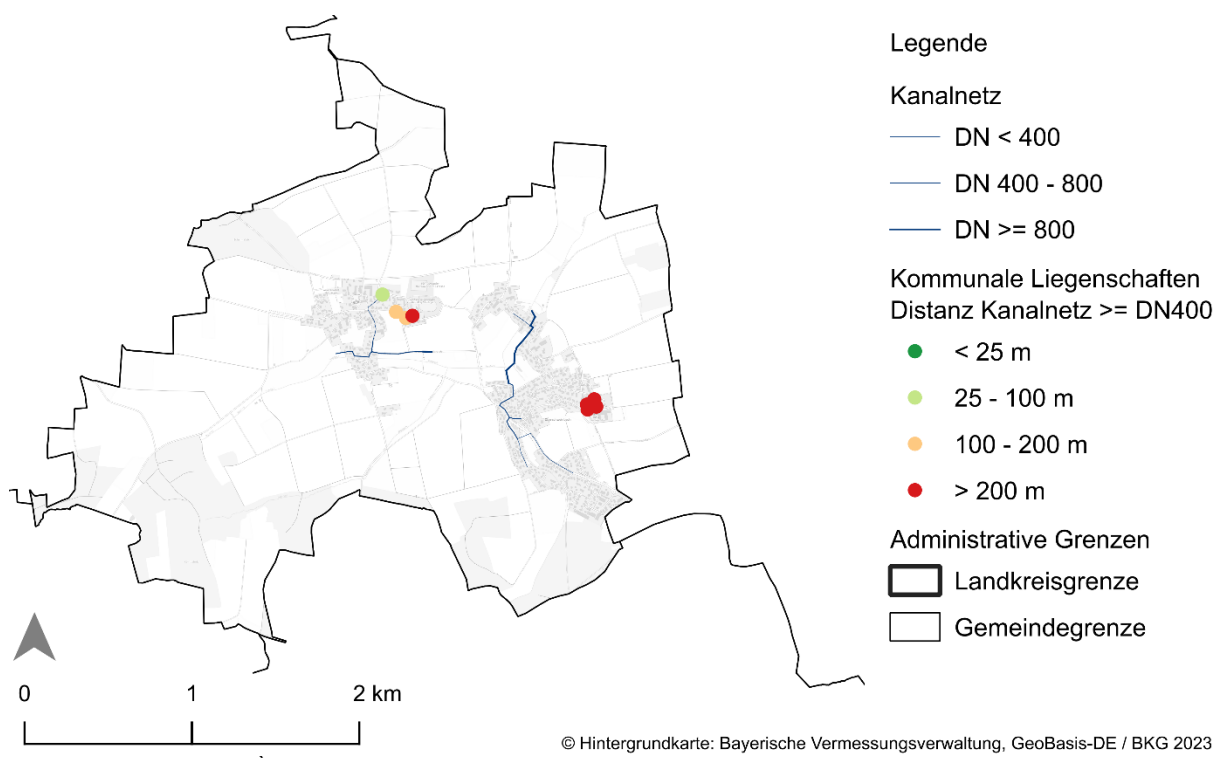 Legende
Kanalnetz
DN < 400
DN 400 - 800
DN >= 800
Kommunale Liegenschaften
Distanz Kanalnetz >= DN400
< 25 m
25 - 100 m
100 - 200 m
> 200 m
Administrative Grenzen
Landkreisgrenze
Gemeindegrenze
0 1 2 km
© Hintergrundkarte: Bayerische Vermessungsverwaltung, GeoBasis-DE / BKG 2023